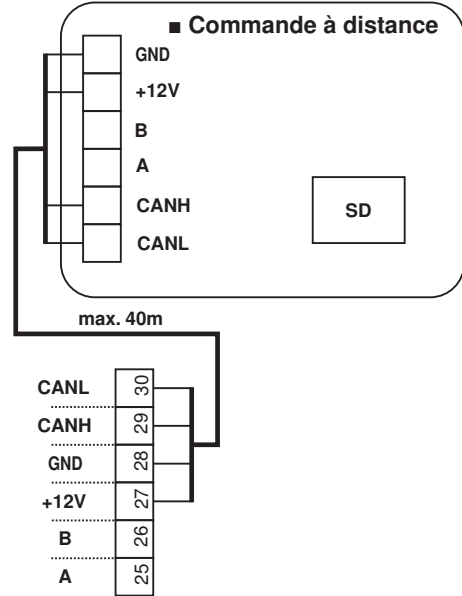 ■ Commande à distance
GND
+12V
B
A
CANH
CANL
SD
max. 40m
CANL 30
CANH 29
GND 28
+12V 27
B 26
A 25